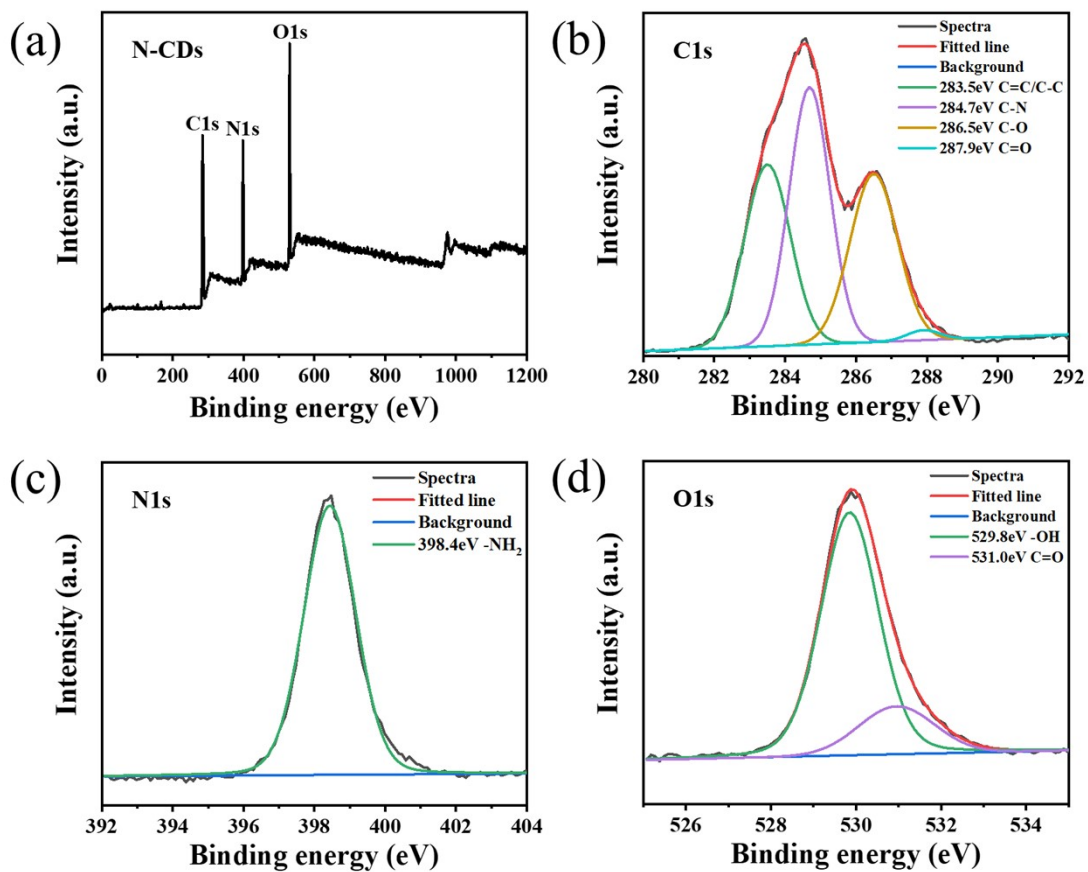 (a)
N-CDs
O1s
C1s
N1s
Intensity (a.u.)
0 200 400 600 800 1000 1200
Binding energy (eV)
(b)
C1s
Spectra
Fitted line
Background
283.5eV C=C/C-C
284.7eV C-N
286.5eV C-O
287.9eV C=O
Intensity (a.u.)
280 282 284 286 288 290 292
Binding energy (eV)
(c)
N1s
Spectra
Fitted line
Background
398.4eV -NH₂
Intensity (a.u.)
392 394 396 398 400 402 404
Binding energy (eV)
(d)
O1s
Spectra
Fitted line
Background
529.8eV -OH
531.0eV C=O
Intensity (a.u.)
526 528 530 532 534
Binding energy (eV)